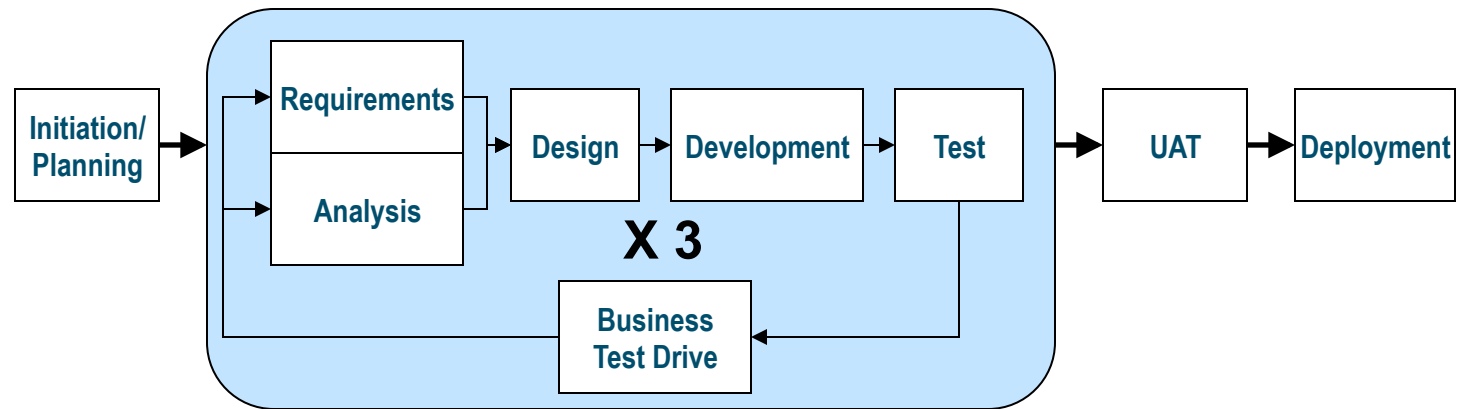 Initiation/
Planning
Requirements
Analysis
Design
Development
Test
X 3
Business
Test Drive
UAT
Deployment